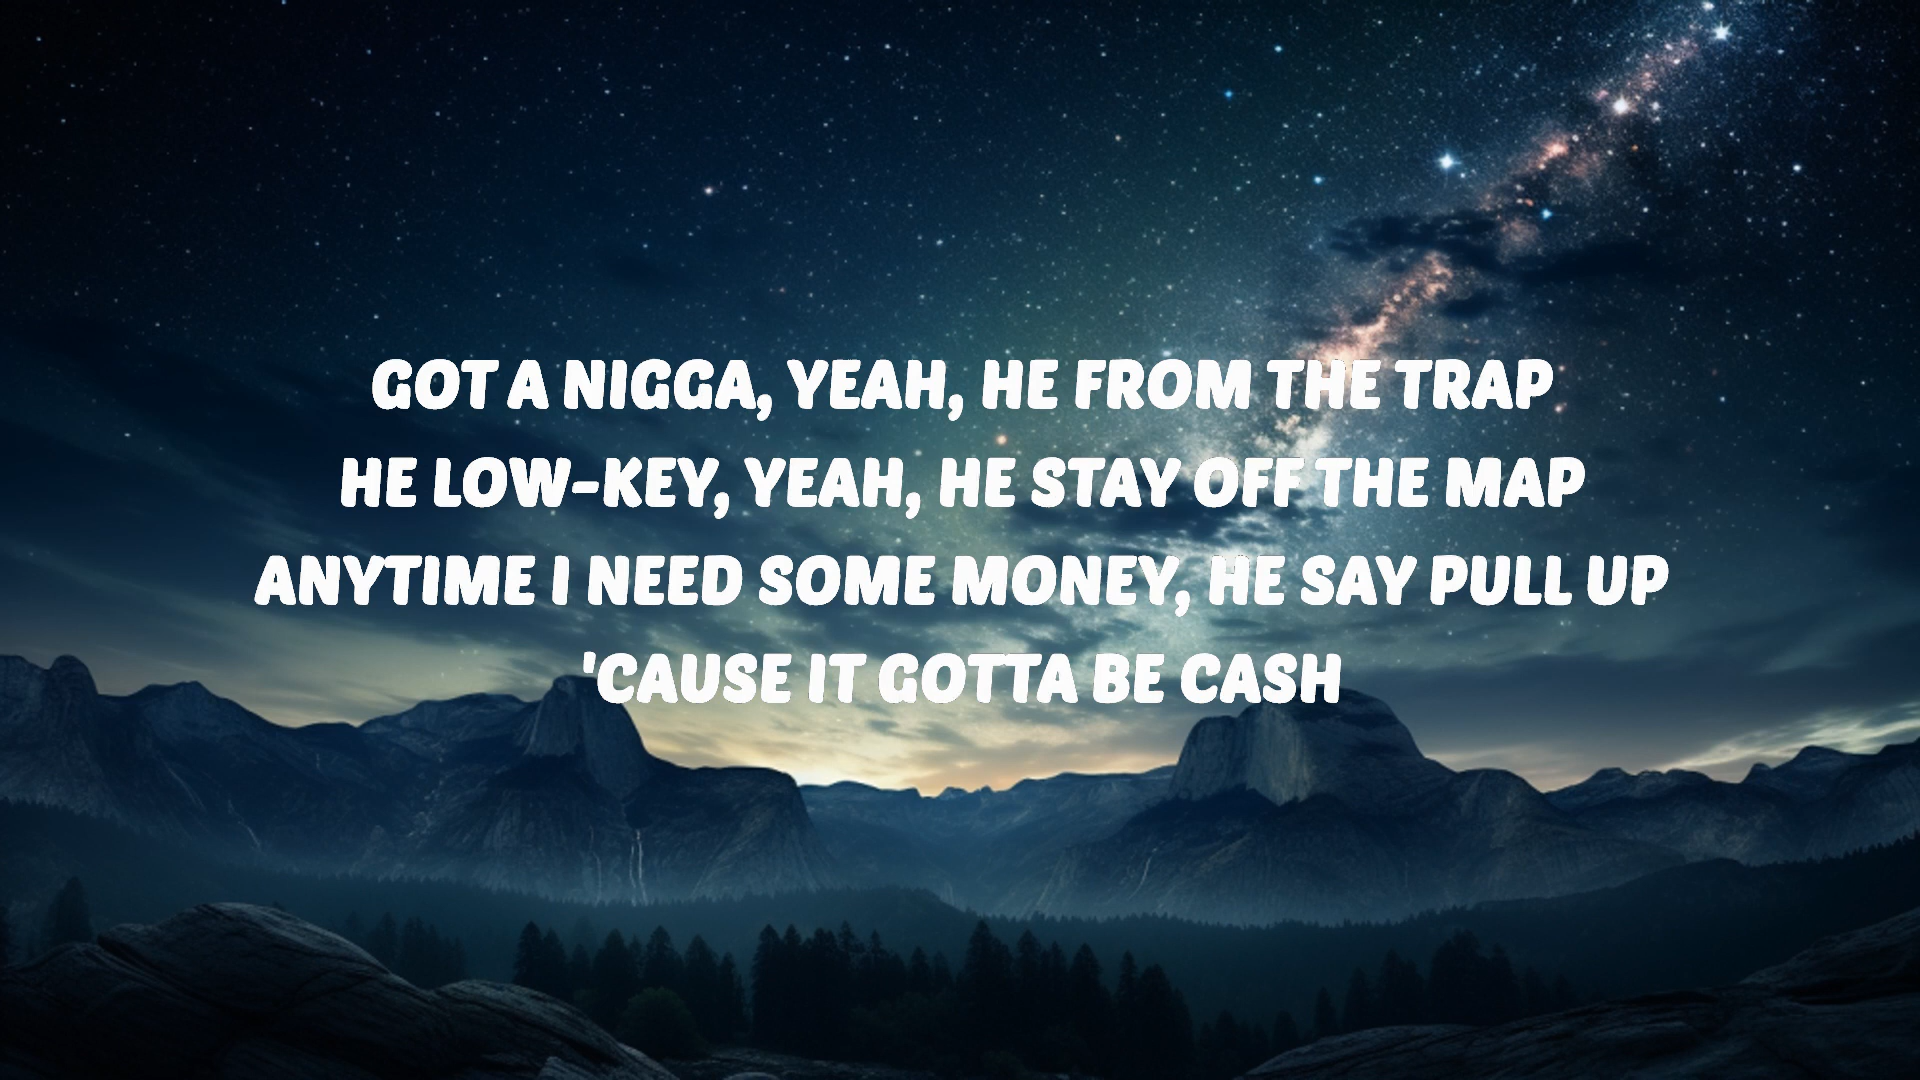 GOT A NIGGA, YEAH, HE FROM THE TRAP
HE LOW-KEY, YEAH, HE STAY OFF THE MAP
ANYTIME I NEED SOME MONEY, HE SAY PULL UP
'CAUSE IT GOTTA BE CASH